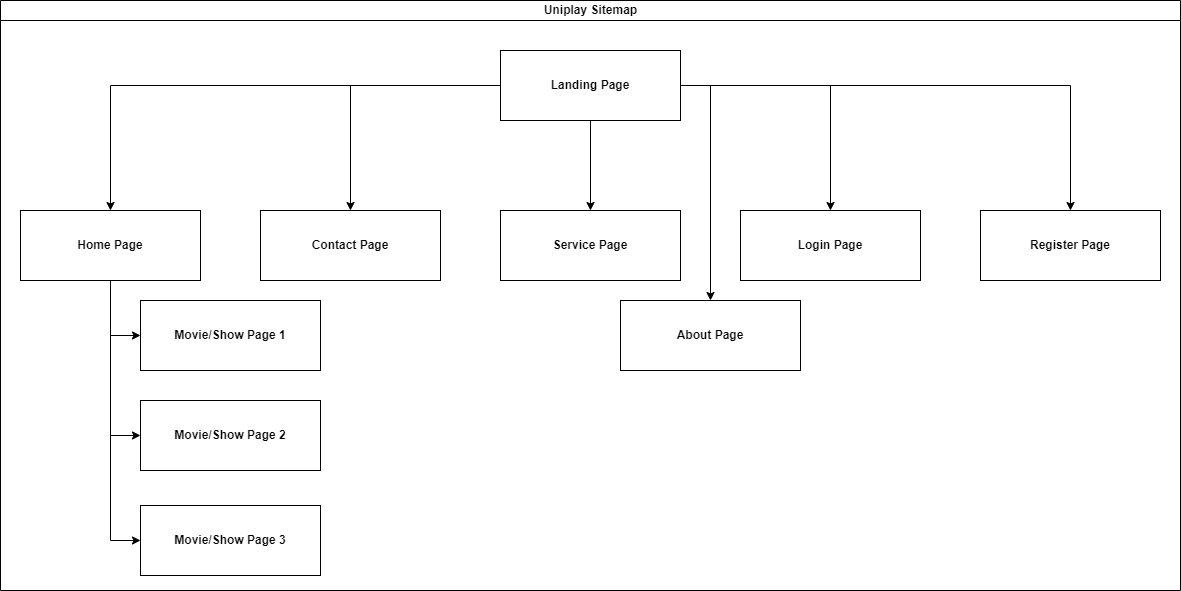 Uniplay Sitemap
Landing Page
Home Page
Contact Page
Service Page
Login Page
Register Page
Movie/Show Page 1
About Page
Movie/Show Page 2
Movie/Show Page 3